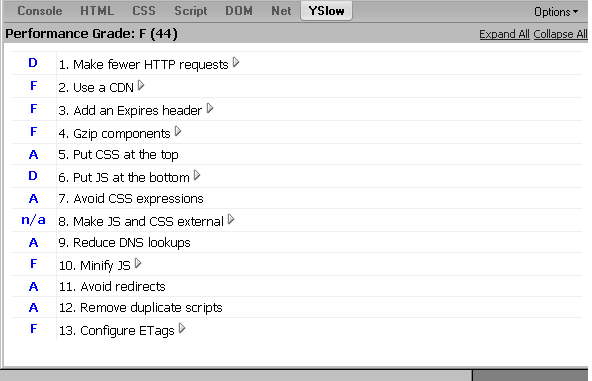 Console HTML CSS Script DOM Net YSlow Options
Performance Grade: F (44) Expand All Collapse All
D 1. Make fewer HTTP requests
F 2. Use a CDN
F 3. Add an Expires header
F 4. Gzip components
A 5. Put CSS at the top
D 6. Put JS at the bottom
A 7. Avoid CSS expressions
n/a 8. Make JS and CSS external
A 9. Reduce DNS lookups
F 10. Minify JS
A 11. Avoid redirects
A 12. Remove duplicate scripts
F 13. Configure ETags